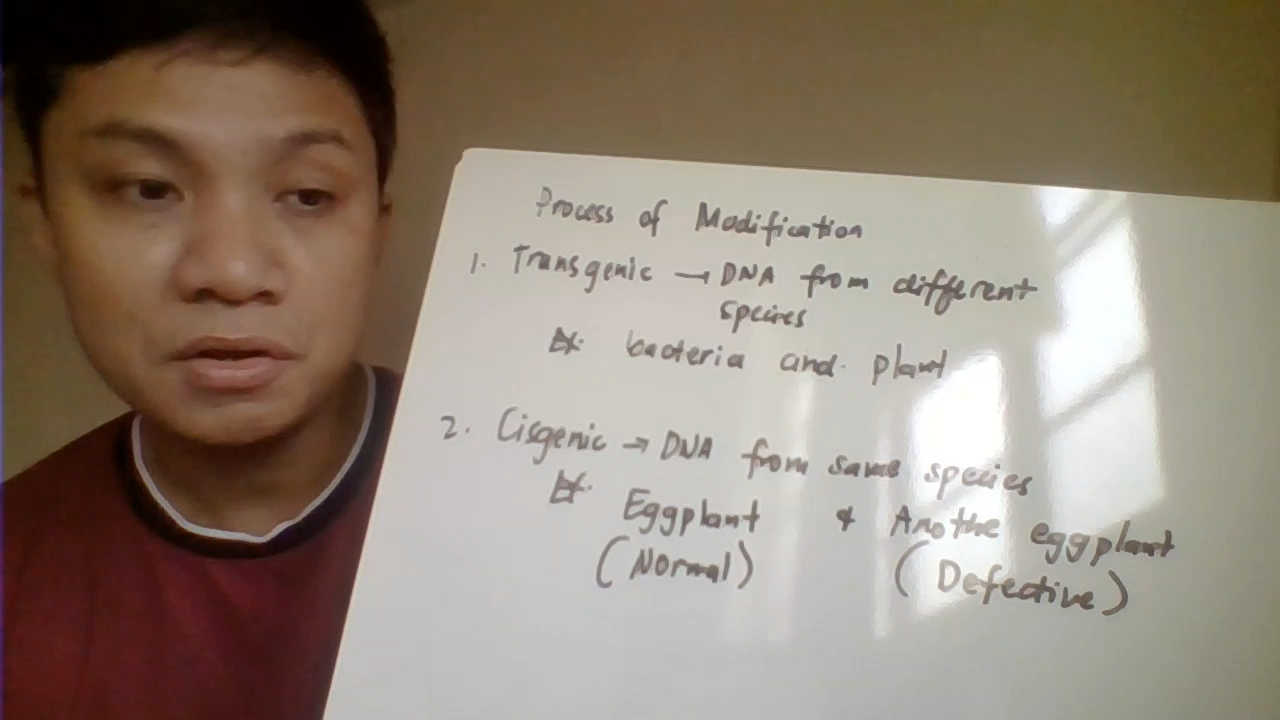 Process of Modification
1. Transgenic → DNA from different
species
Ex. bacteria and plant
2. Cisgenic → DNA from same species
Ex. Eggplant & Anothe eggplant
(Normal) (Defective)